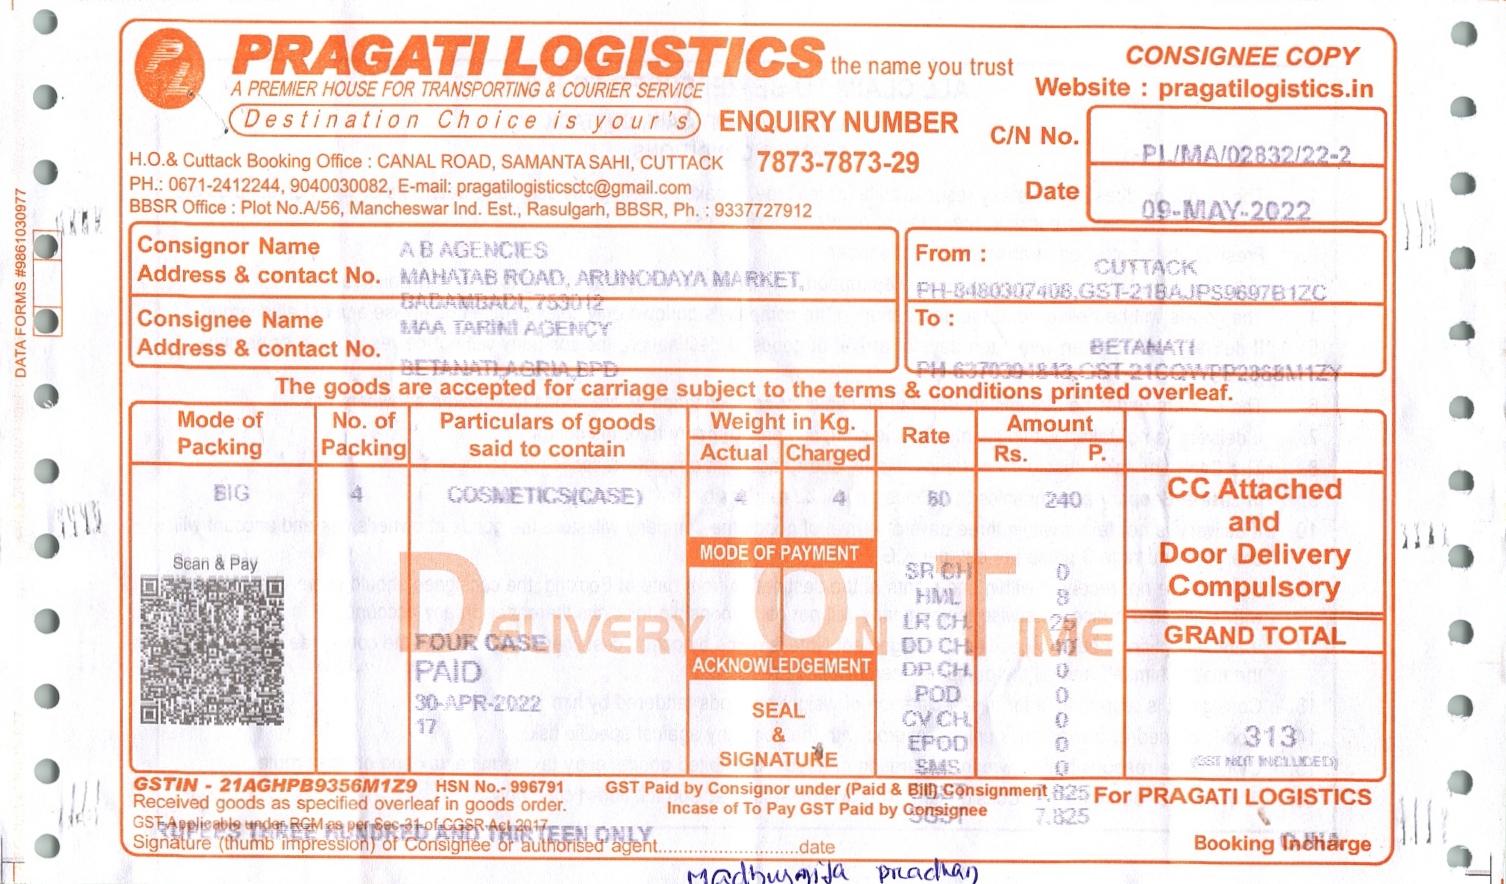 PRAGATI LOGISTICS the name you trust
A PREMIER HOUSE FOR TRANSPORTING & COURIER SERVICE
Destination Choice is your's
ENQUIRY NUMBER
7873-7873-29
CONSIGNEE COPY
Website : pragatilogistics.in
C/N No. PL/MA/02832/22-2
Date 09-MAY-2022
H.O.& Cuttack Booking Office : CANAL ROAD, SAMANTA SAHI, CUTTACK
PH.: 0671-2412244, 9040030082, E-mail: pragatilogisticsctc@gmail.com
BBSR Office : Plot No.A/56, Mancheswar Ind. Est., Rasulgarh, BBSR, Ph. : 9337727912
DATA FORMS #9861030977
Consignor Name A B AGENCIES
Address & contact No. MAHATAB ROAD, ARUNODAYA MARKET,
BADAMBADI, 753012
Consignee Name MAA TARINI AGENCY
Address & contact No.
BETANATI,AGRIA,BPD
From :
CUTTACK
PH-8480307408,GST-21BAJPS9697B1ZC
To :
BETANATI
The goods are accepted for carriage subject to the terms & conditions printed overleaf.
Mode of Packing
No. of Packing
Particulars of goods said to contain
Weight in Kg.
Actual Charged
Rate
Amount
Rs. P.
BIG 4 COSMETICS(CASE) 4 4 60 240
CC Attached
and
Door Delivery
Compulsory
GRAND TOTAL
313
(GST NOT INCLUDED)
Scan & Pay
DELIVERY ON TIME
FOUR CASE
PAID
30-APR-2022
17
MODE OF PAYMENT
ACKNOWLEDGEMENT
SEAL
&
SIGNATURE
SR CH 0
HML 8
LR CH 25
DD CH
DP CH. 0
POD 0
CV CH. 0
EPOD 0
SMS 0
7.825
7.825
GSTIN - 21AGHPB9356M1Z9 HSN No.- 996791
GST Paid by Consignor under (Paid & Bill) Consignment
Incase of To Pay GST Paid by Consignee
Received goods as specified overleaf in goods order.
GST Applicable under RCM as per Sec-31 of CGSR Act 2017
RUPEES THREE HUNDRED AND THIRTEEN ONLY
Signature (thumb impression) of Consignee or authorised agent date
For PRAGATI LOGISTICS
Booking Incharge
pradhan